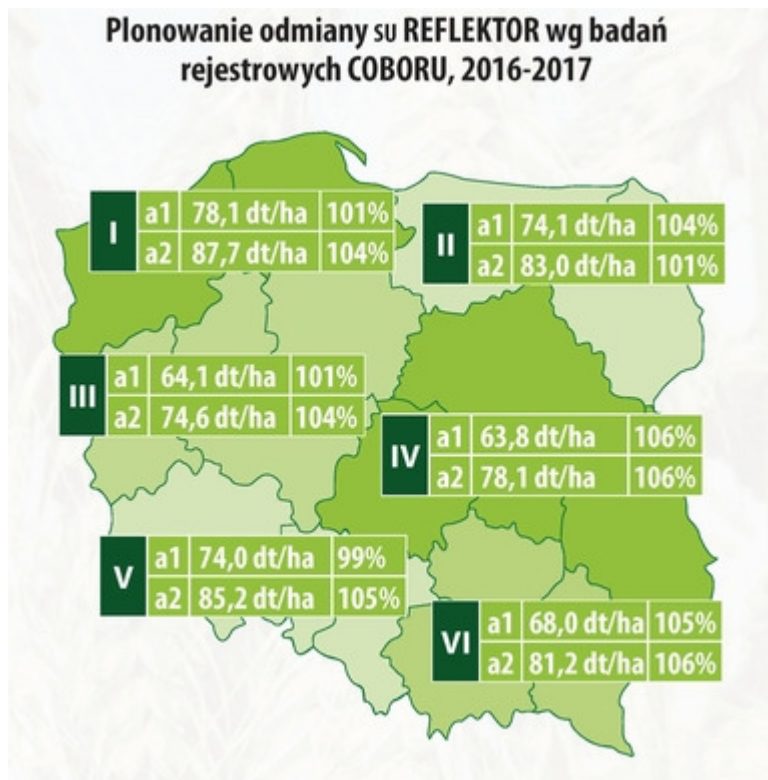 Plonowanie odmiany SU REFLEKTOR wg badań
rejestrowych COBORU, 2016-2017
I
a1 78,1 dt/ha 101%
a2 87,7 dt/ha 104%
II
a1 74,1 dt/ha 104%
a2 83,0 dt/ha 101%
III
a1 64,1 dt/ha 101%
a2 74,6 dt/ha 104%
IV
a1 63,8 dt/ha 106%
a2 78,1 dt/ha 106%
V
a1 74,0 dt/ha 99%
a2 85,2 dt/ha 105%
VI
a1 68,0 dt/ha 105%
a2 81,2 dt/ha 106%